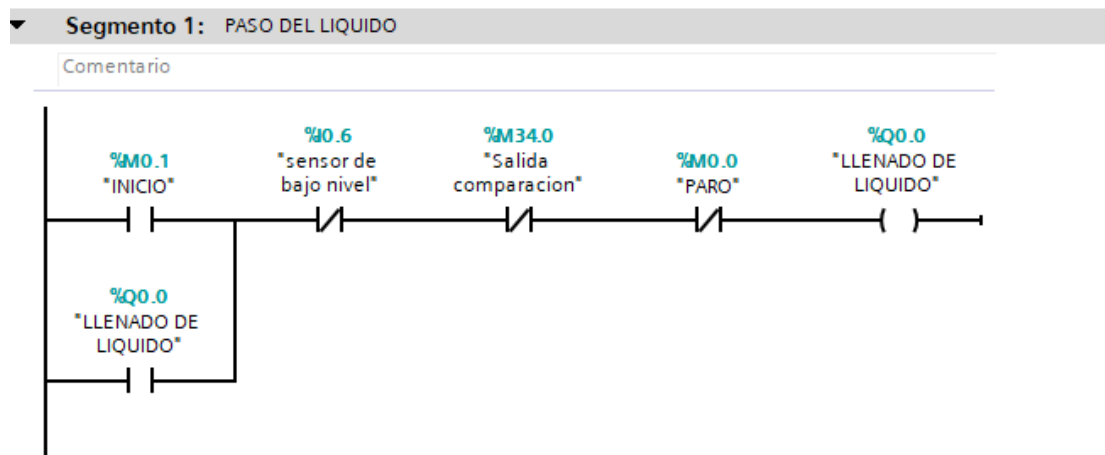 Segmento 1: PASO DEL LIQUIDO
Comentario
%M0.1
"INICIO"
%I0.6
"sensor de
bajo nivel"
%M34.0
"Salida
comparacion"
%M0.0
"PARO"
%Q0.0
"LLENADO DE
LIQUIDO"
%Q0.0
"LLENADO DE
LIQUIDO"